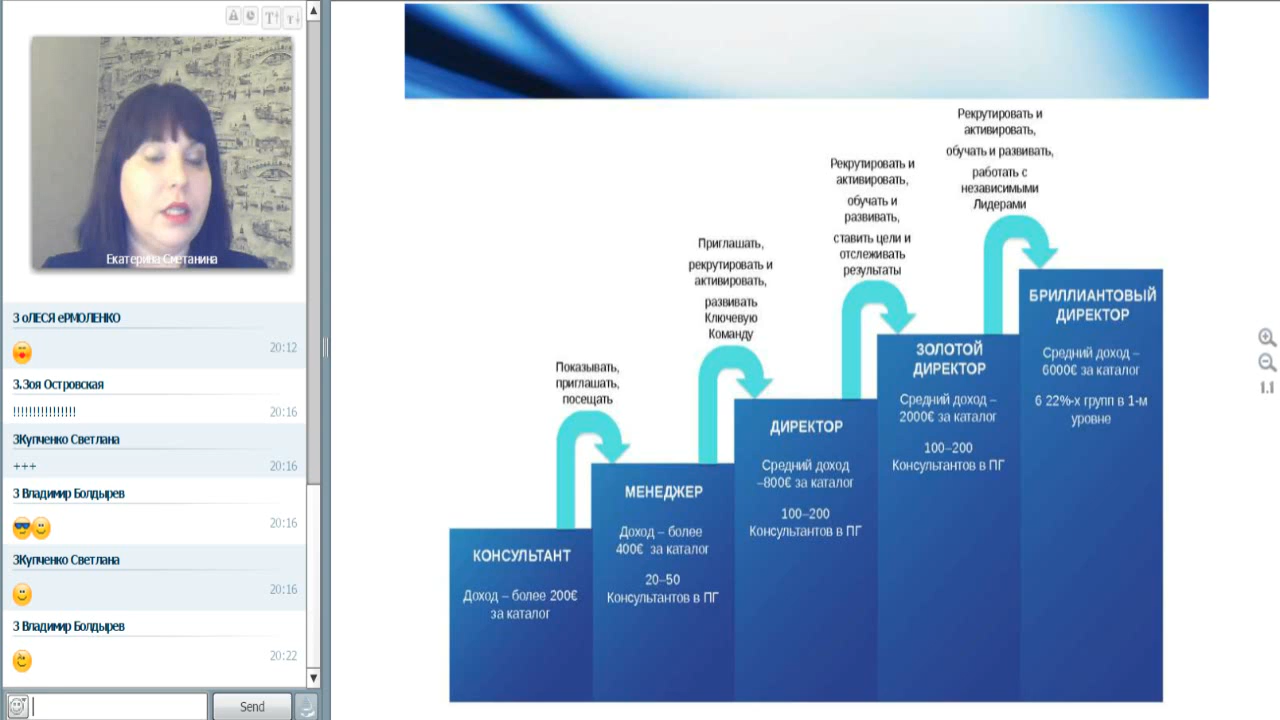 Екатерина Сметанина
3 оЛЕСЯ еРМОЛЕНКО
20:12
3.Зоя Островская
!!!!!!!!!!!!!!!!
20:16
3Купченко Светлана
+++
20:16
3 Владимир Болдырев
20:16
3Купченко Светлана
20:16
3 Владимир Болдырев
20:22
Send
Показывать,
приглашать,
посещать
Приглашать,
рекрутировать и
активировать,
развивать
Ключевую
Команду
Рекрутировать и
активировать,
обучать и
развивать,
ставить цели и
отслеживать
результаты
Рекрутировать и
активировать,
обучать и развивать,
работать с
независимыми
Лидерами
КОНСУЛЬТАНТ
Доход – более 200€
за каталог
МЕНЕДЖЕР
Доход – более
400€ за каталог
20–50
Консультантов в ПГ
ДИРЕКТОР
Средний доход
–800€ за каталог
100–200
Консультантов в ПГ
ЗОЛОТОЙ
ДИРЕКТОР
Средний доход –
2000€ за каталог
100–200
Консультантов в ПГ
БРИЛЛИАНТОВЫЙ
ДИРЕКТОР
Средний доход –
6000€ за каталог
6 22%-х групп в 1-м
уровне
1.1